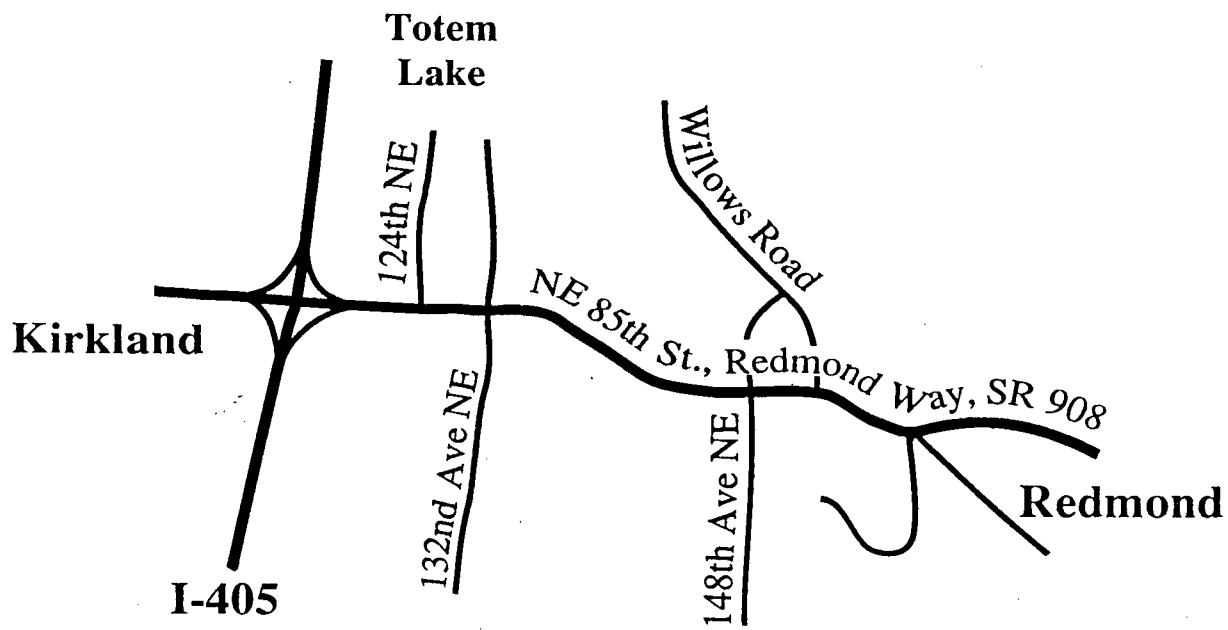 Totem
Lake
124th NE
Willows Road
NE 85th St., Redmond Way, SR 908
Kirkland
132nd Ave NE
148th Ave NE
Redmond
I-405